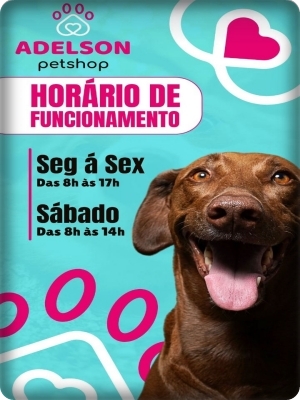 ADELSON
petshop
HORÁRIO DE
FUNCIONAMENTO
Seg á Sex
Das 8h às 17h
Sábado
Das 8h às 14h